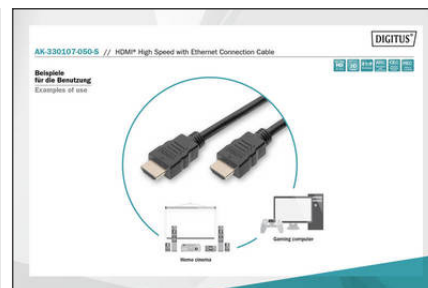 DIGITUS®
AK-330107-050-S // HDMI® High Speed with Ethernet Connection Cable
Beispiele
für die Benutzung
Examples of use
Gaming computer
Home cinema